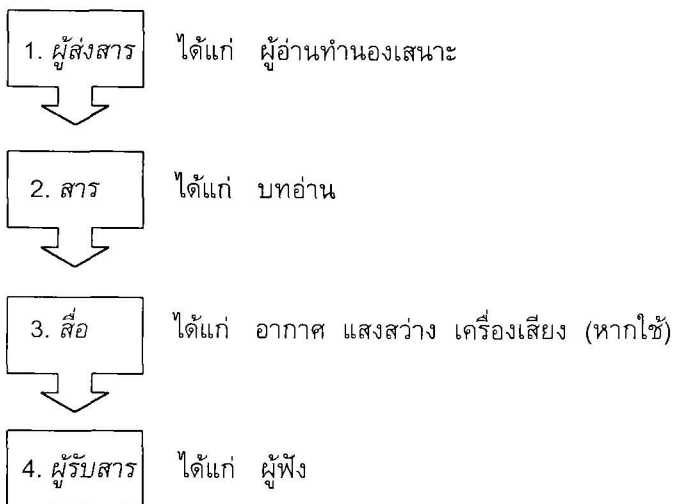 1. ผู้ส่งสาร ได้แก่ ผู้อ่านทำนองเสนาะ
2. สาร ได้แก่ บทอ่าน
3. สื่อ ได้แก่ อากาศ แสงสว่าง เครื่องเสียง (หากใช้)
4. ผู้รับสาร ได้แก่ ผู้ฟัง